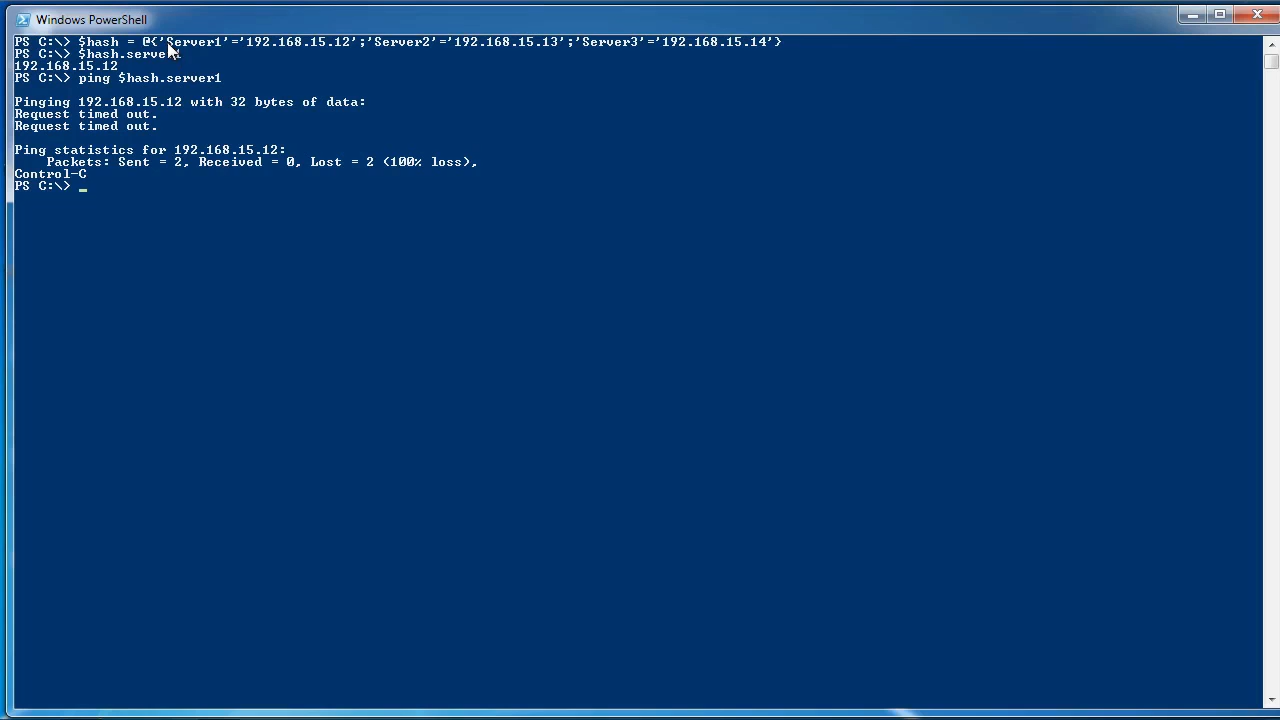 Windows PowerShell
PS C:\> $hash = @{'Server1'='192.168.15.12';'Server2'='192.168.15.13';'Server3'='192.168.15.14'}
PS C:\> $hash.server1
192.168.15.12
PS C:\> ping $hash.server1
Pinging 192.168.15.12 with 32 bytes of data:
Request timed out.
Request timed out.
Ping statistics for 192.168.15.12:
Packets: Sent = 2, Received = 0, Lost = 2 (100% loss),
Control-C
PS C:\> _